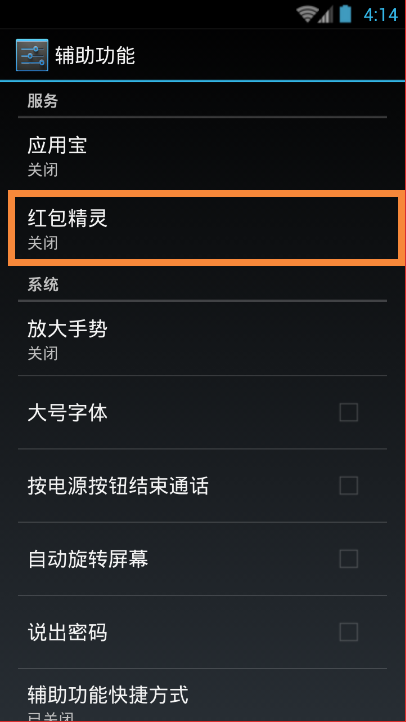 4:14
辅助功能
服务
应用宝
关闭
红包精灵
关闭
系统
放大手势
关闭
大号字体
按电源按钮结束通话
自动旋转屏幕
说出密码
辅助功能快捷方式
已关闭